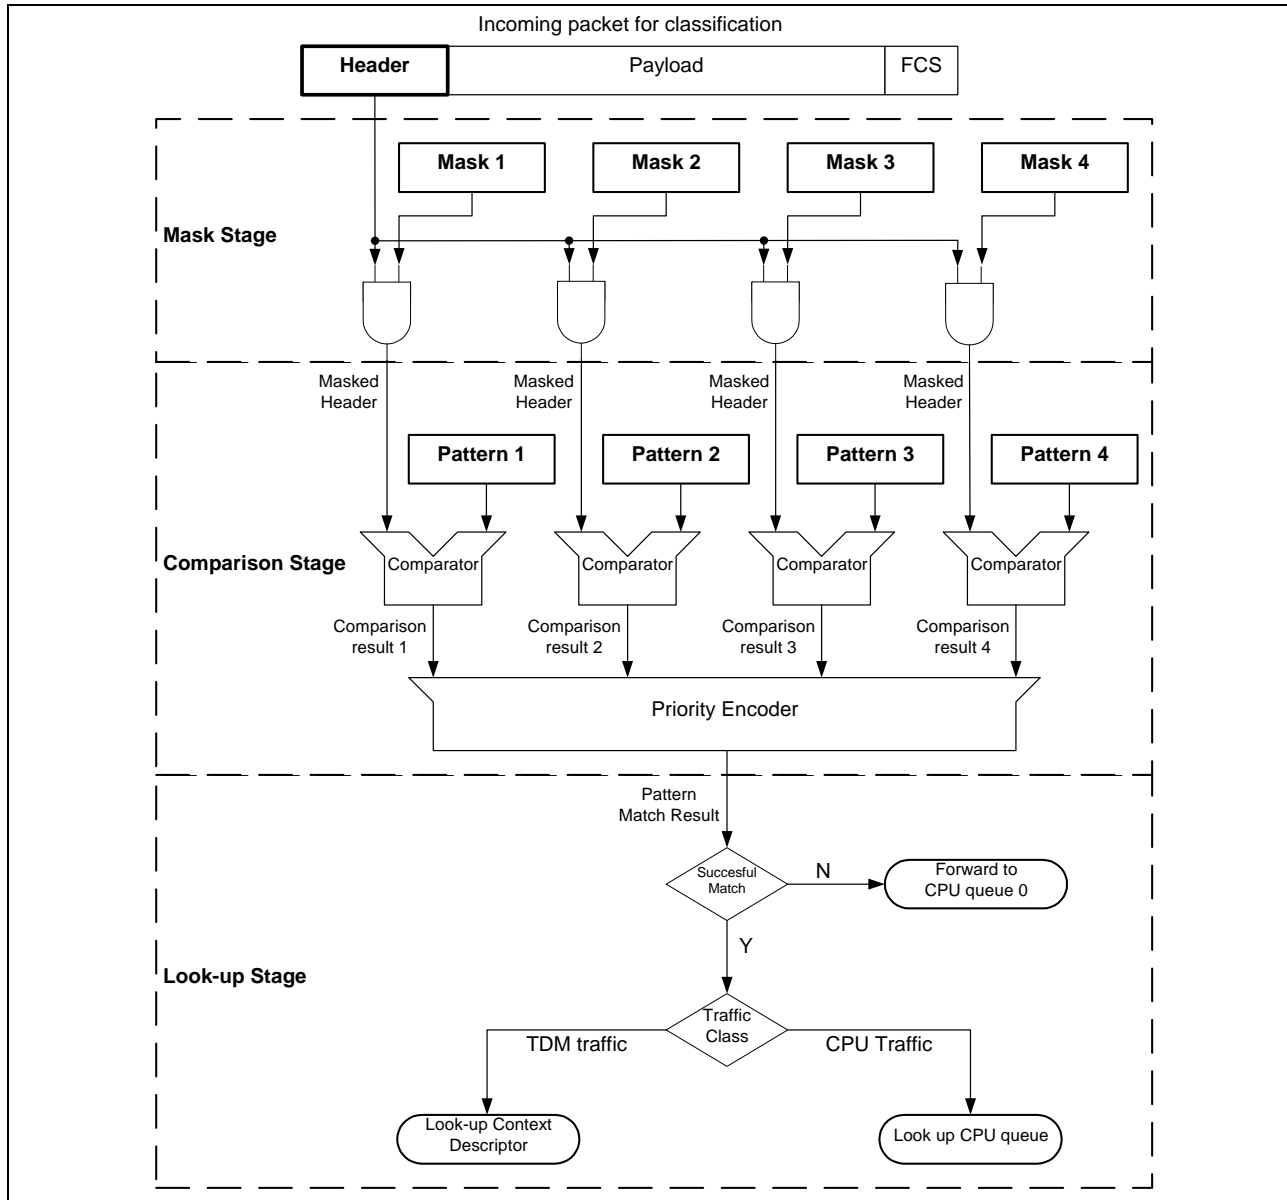 Incoming packet for classification
Header
Payload
FCS
Mask 1
Mask 2
Mask 3
Mask 4
Mask Stage
Masked
Header
Masked
Header
Masked
Header
Masked
Header
Pattern 1
Pattern 2
Pattern 3
Pattern 4
Comparison Stage
Comparator
Comparator
Comparator
Comparator
Comparison
result 1
Comparison
result 2
Comparison
result 3
Comparison
result 4
Priority Encoder
Pattern
Match Result
Succesful
Match
N
Forward to
CPU queue 0
Y
Look-up Stage
Traffic
Class
TDM traffic
CPU Traffic
Look-up Context
Descriptor
Look up CPU queue